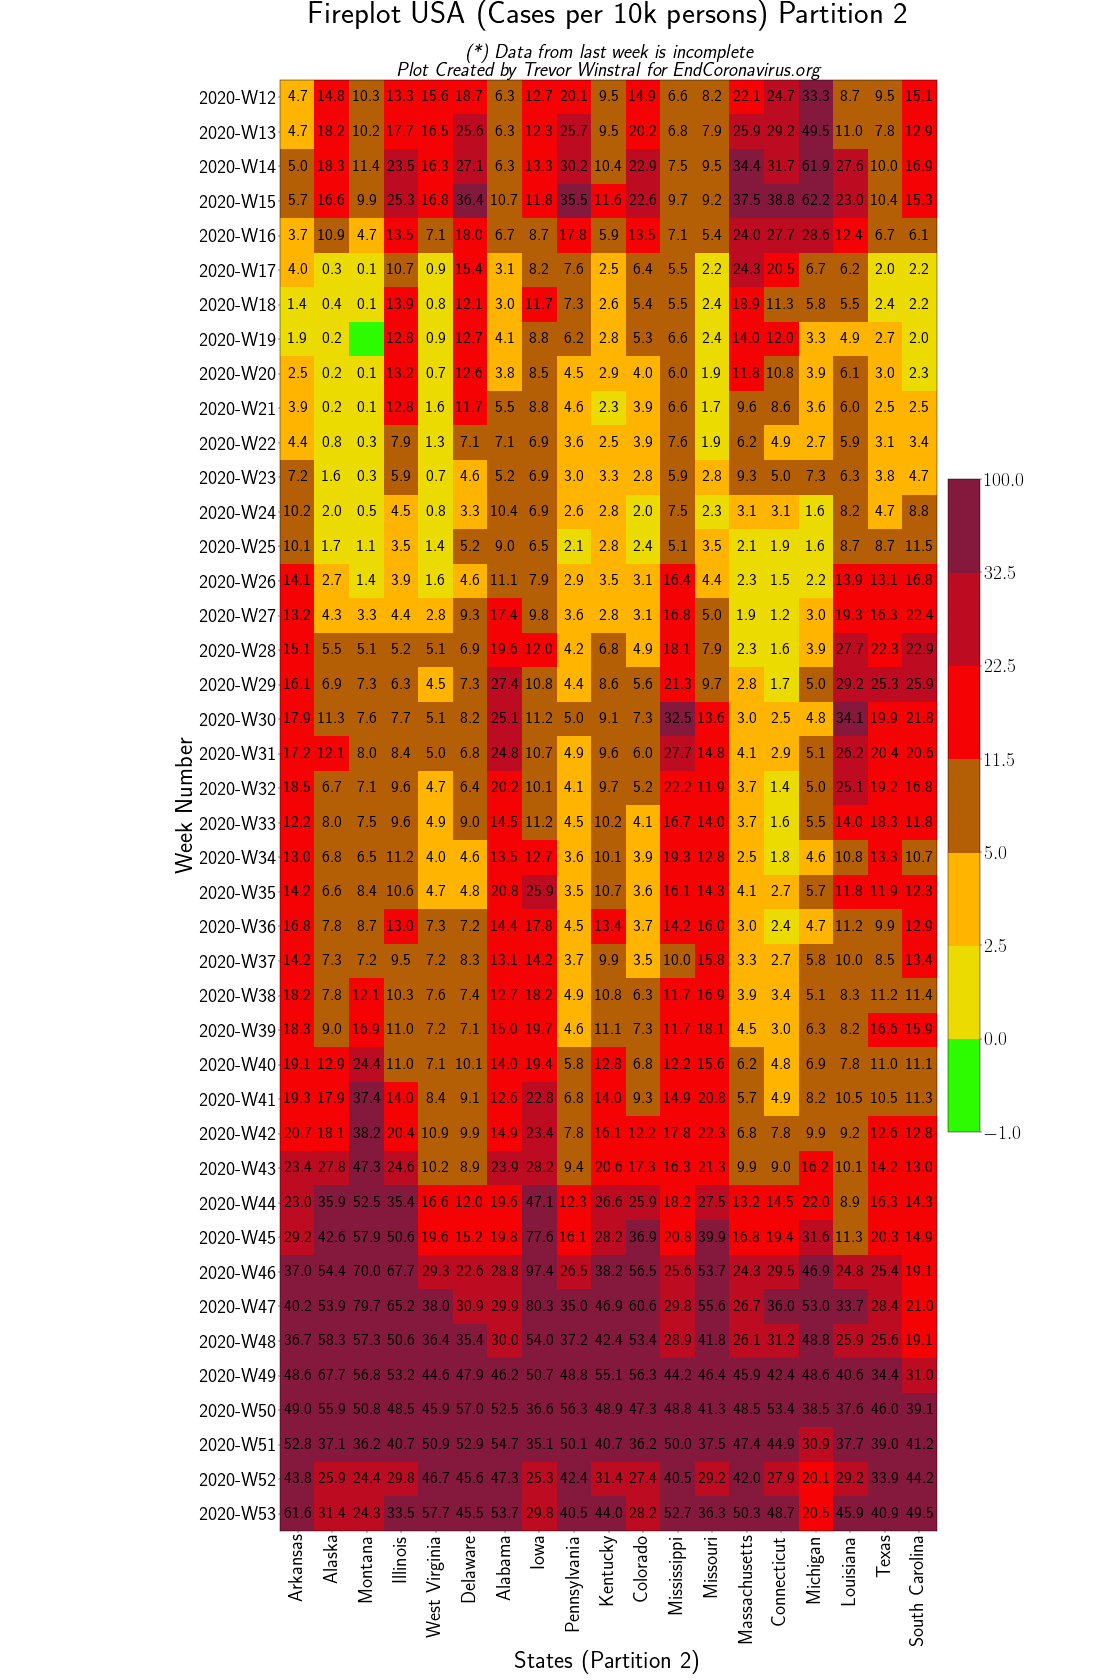 Fireplot USA (Cases per 10k persons) Partition 2
(*) Data from last week is incomplete
Plot Created by Trevor Winstral for EndCoronavirus.org
2020-W12 4.7 14.8 10.3 13.3 15.6 18.7 6.3 12.7 20.1 9.5 14.9 6.6 8.2 22.1 24.7 33.3 8.7 9.5 15.1
2020-W13 4.7 18.2 10.2 17.7 16.5 25.6 6.3 12.3 25.7 9.5 20.2 6.8 7.9 25.9 29.2 49.5 11.0 7.8 12.9
2020-W14 5.0 18.3 11.4 23.5 16.3 27.1 6.3 13.3 30.2 10.4 22.9 7.5 9.5 34.4 31.7 61.9 27.6 10.0 16.9
2020-W15 5.7 16.6 9.9 25.3 16.8 36.4 10.7 11.8 35.5 11.6 22.6 9.7 9.2 37.5 38.8 62.2 23.0 10.4 15.3
2020-W16 3.7 10.9 4.7 13.5 7.1 18.0 6.7 8.7 17.8 5.9 13.5 7.1 5.4 24.0 27.7 28.6 12.4 6.7 6.1
2020-W17 4.0 0.3 0.1 10.7 0.9 15.4 3.1 8.2 7.6 2.5 6.4 5.5 2.2 24.3 20.5 6.7 6.2 2.0 2.2
2020-W18 1.4 0.4 0.1 13.9 0.8 12.1 3.0 11.7 7.3 2.6 5.4 5.5 2.4 18.9 11.3 5.8 5.5 2.4 2.2
2020-W19 1.9 0.2 12.8 0.9 12.7 4.1 8.8 6.2 2.8 5.3 6.6 2.4 14.0 12.0 3.3 4.9 2.7 2.0
2020-W20 2.5 0.2 0.1 13.2 0.7 12.6 3.8 8.5 4.5 2.9 4.0 6.0 1.9 11.8 10.8 3.9 6.1 3.0 2.3
2020-W21 3.9 0.2 0.1 12.8 1.6 11.7 5.5 8.8 4.6 2.3 3.9 6.6 1.7 9.6 8.6 3.6 6.0 2.5 2.5
2020-W22 4.4 0.8 0.3 7.9 1.3 7.1 7.1 6.9 3.6 2.5 3.9 7.6 1.9 6.2 4.9 2.7 5.9 3.1 3.4
2020-W23 7.2 1.6 0.3 5.9 0.7 4.6 5.2 6.9 3.0 3.3 2.8 5.9 2.8 9.3 5.0 7.3 6.3 3.8 4.7
2020-W24 10.2 2.0 0.5 4.5 0.8 3.3 10.4 6.9 2.6 2.8 2.0 7.5 2.3 3.1 3.1 1.6 8.2 4.7 8.8
2020-W25 10.1 1.7 1.1 3.5 1.4 5.2 9.0 6.5 2.1 2.8 2.4 5.1 3.5 2.1 1.9 1.6 8.7 8.7 11.5
2020-W26 14.1 2.7 1.4 3.9 1.6 4.6 11.1 7.9 2.9 3.5 3.1 16.4 4.4 2.3 1.5 2.2 13.9 13.1 16.8
2020-W27 13.2 4.3 3.3 4.4 2.8 9.3 17.4 9.8 3.6 2.8 3.1 16.8 5.0 1.9 1.2 3.0 19.3 16.3 22.4
2020-W28 15.1 5.5 5.1 5.2 5.1 6.9 19.6 12.0 4.2 6.8 4.9 18.1 7.9 2.3 1.6 3.9 27.7 22.3 22.9
2020-W29 16.1 6.9 7.3 6.3 4.5 7.3 27.4 10.8 4.4 8.6 5.6 21.3 9.7 2.8 1.7 5.0 29.2 25.3 25.9
2020-W30 17.9 11.3 7.6 7.7 5.1 8.2 25.1 11.2 5.0 9.1 7.3 32.5 13.6 3.0 2.5 4.8 34.1 19.9 21.8
2020-W31 17.2 12.1 8.0 8.4 5.0 6.8 24.8 10.7 4.9 9.6 6.0 27.7 14.8 4.1 2.9 5.1 26.2 20.4 20.6
2020-W32 18.5 6.7 7.1 9.6 4.7 6.4 20.2 10.1 4.1 9.7 5.2 22.2 11.9 3.7 1.4 5.0 25.1 19.2 16.8
2020-W33 12.2 8.0 7.5 9.6 4.9 9.0 14.5 11.2 4.5 10.2 4.1 16.7 14.0 3.7 1.6 5.5 14.0 18.3 11.8
2020-W34 13.0 6.8 6.5 11.2 4.0 4.6 13.5 12.7 3.6 10.1 3.9 19.3 12.8 2.5 1.8 4.6 10.8 13.3 10.7
2020-W35 14.2 6.6 8.4 10.6 4.7 4.8 20.8 25.9 3.5 10.7 3.6 16.1 14.3 4.1 2.7 5.7 11.8 11.9 12.3
2020-W36 16.8 7.8 8.7 13.0 7.3 7.2 14.4 17.8 4.5 13.4 3.7 14.2 16.0 3.0 2.4 4.7 11.2 9.9 12.9
2020-W37 14.2 7.3 7.2 9.5 7.2 8.3 13.1 14.2 3.7 9.9 3.5 10.0 15.8 3.3 2.7 5.8 10.0 8.5 13.4
2020-W38 18.2 7.8 12.1 10.3 7.6 7.4 12.7 18.2 4.9 10.8 6.3 11.7 16.9 3.9 3.4 5.1 8.3 11.2 11.4
2020-W39 18.3 9.0 16.9 11.0 7.2 7.1 15.0 19.7 4.6 11.1 7.3 11.7 18.1 4.5 3.0 6.3 8.2 16.6 15.9
2020-W40 19.1 12.9 24.4 11.0 7.1 10.1 14.0 19.4 5.8 12.8 6.8 12.2 15.6 6.2 4.8 6.9 7.8 11.0 11.1
2020-W41 19.3 17.9 37.4 14.0 8.4 9.1 12.6 22.8 6.8 14.0 9.3 14.9 20.8 5.7 4.9 8.2 10.5 10.5 11.3
2020-W42 20.7 18.1 38.2 20.4 10.9 9.9 14.9 23.4 7.8 16.1 12.2 17.8 22.3 6.8 7.8 9.9 9.2 12.6 12.8
2020-W43 23.4 27.8 47.3 24.6 10.2 8.9 23.9 28.2 9.4 20.6 17.3 16.3 21.3 9.9 9.0 16.2 10.1 14.2 13.0
2020-W44 23.0 35.9 52.5 35.4 16.6 12.0 19.6 47.1 12.3 26.6 25.9 18.2 27.5 13.2 14.5 22.0 8.9 16.3 14.3
2020-W45 29.2 42.6 57.9 50.6 19.6 15.2 19.8 77.6 16.1 28.2 36.9 20.8 39.9 16.8 19.4 31.6 11.3 20.3 14.9
2020-W46 37.0 54.4 70.0 67.7 29.3 22.6 28.8 97.4 26.5 38.2 56.5 25.6 53.7 24.3 29.5 46.9 24.8 25.4 19.1
2020-W47 40.2 53.9 79.7 65.2 38.0 30.9 29.9 80.3 35.0 46.9 60.6 29.8 55.6 26.7 36.0 53.0 33.7 28.4 21.0
2020-W48 36.7 58.3 57.3 50.6 36.4 35.4 30.0 54.0 37.2 42.4 53.4 28.9 41.8 26.1 31.2 48.8 25.9 25.6 19.1
2020-W49 48.6 67.7 56.8 53.2 44.6 47.9 46.2 50.7 48.8 55.1 56.3 44.2 46.4 45.9 42.4 48.6 40.6 34.4 31.0
2020-W50 49.0 55.9 50.8 48.5 45.9 57.0 52.5 36.6 56.3 48.9 47.3 48.8 41.3 48.5 53.4 38.5 37.6 46.0 39.1
2020-W51 52.8 37.1 36.2 40.7 50.9 52.9 54.7 35.1 50.1 40.7 36.2 50.0 37.5 47.4 44.9 30.9 37.7 39.0 41.2
2020-W52 43.8 25.9 24.4 29.8 46.7 45.6 47.3 25.3 42.4 31.4 27.4 40.5 29.2 42.0 27.9 20.1 29.2 33.9 44.2
2020-W53 61.6 31.4 24.3 33.5 57.7 45.5 53.7 29.8 40.5 44.0 28.2 52.7 36.3 50.3 48.7 20.5 45.9 40.9 49.5
Week Number
Arkansas Alaska Montana Illinois West Virginia Delaware Alabama Iowa Pennsylvania Kentucky Colorado Mississippi Missouri Massachusetts Connecticut Michigan Louisiana Texas South Carolina
States (Partition 2)
100.0
32.5
22.5
11.5
5.0
2.5
0.0
−1.0